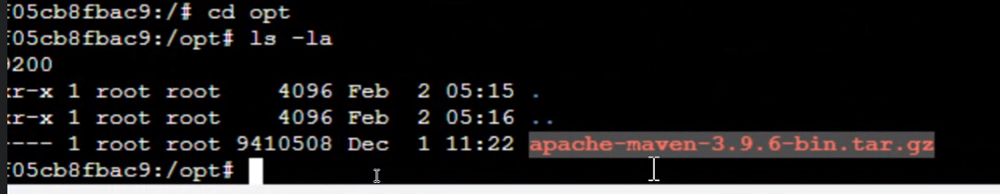 f05cb8fbac9:/# cd opt
f05cb8fbac9:/opt# ls -la
9200
xr-x 1 root root 4096 Feb 2 05:15 .
xr-x 1 root root 4096 Feb 2 05:16 ..
---- 1 root root 9410508 Dec 1 11:22 apache-maven-3.9.6-bin.tar.gz
f05cb8fbac9:/opt#